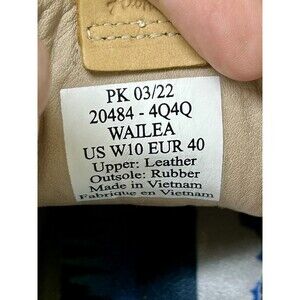 PK 03/22
20484 - 4Q4Q
WAILEA
US W10 EUR 40
Upper: Leather
Outsole: Rubber
Made in Vietnam
Fabriqué en Vietnam